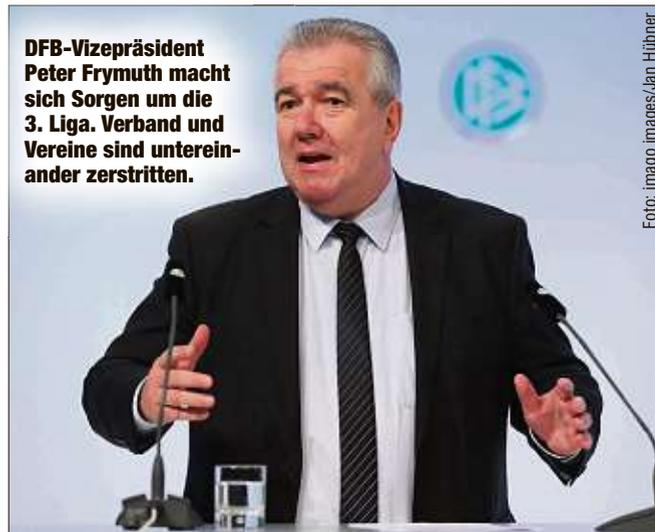 DFB-Vizepräsident
Peter Frymuth macht
sich Sorgen um die
3. Liga. Verband und
Vereine sind unterein-
ander zerstritten.
Foto: imago images/Jan Hübner